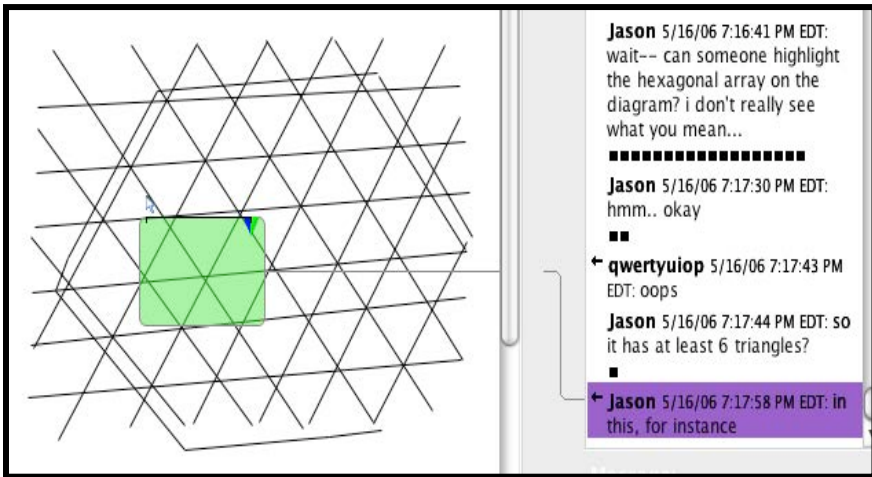 Jason 5/16/06 7:16:41 PM EDT:
wait-- can someone highlight
the hexagonal array on the
diagram? i don't really see
what you mean...
Jason 5/16/06 7:17:30 PM EDT:
hmm.. okay
qwertyuiop 5/16/06 7:17:43 PM
EDT: oops
Jason 5/16/06 7:17:44 PM EDT: so
it has at least 6 triangles?
Jason 5/16/06 7:17:58 PM EDT: in
this, for instance